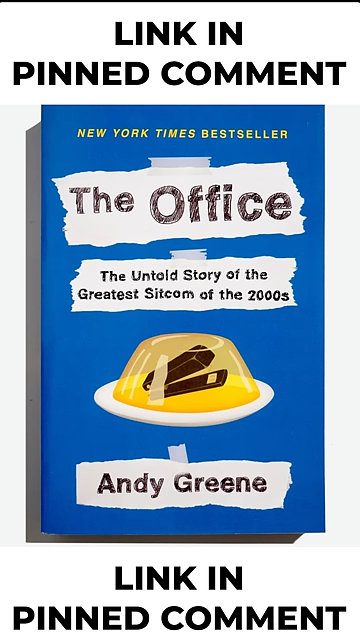 LINK IN
PINNED COMMENT
NEW YORK TIMES BESTSELLER
The Office
The Untold Story of the
Greatest Sitcom of the 2000s
Andy Greene
LINK IN
PINNED COMMENT